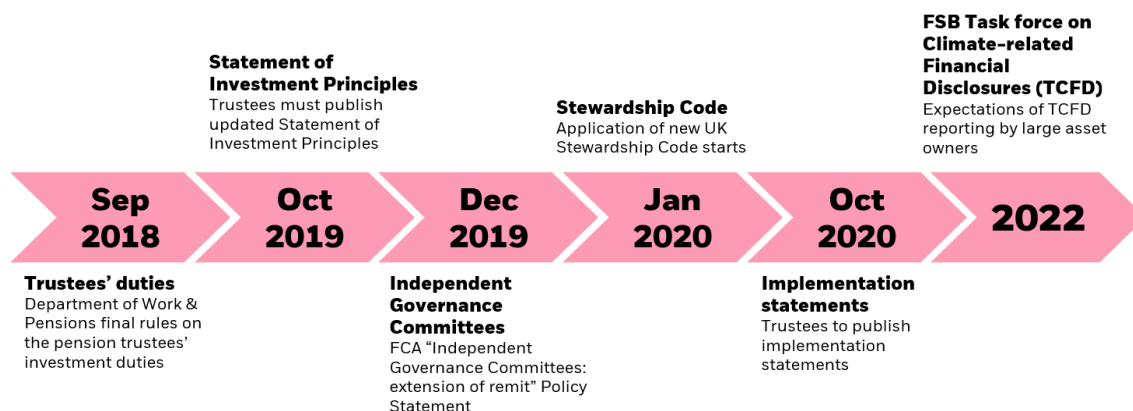 Statement of
Investment Principles
Trustees must publish
updated Statement of
Investment Principles
Stewardship Code
Application of new UK
Stewardship Code starts
FSB Task force on
Climate-related
Financial
Disclosures (TCFD)
Expectations of TCFD
reporting by large asset
owners
Sep
2018
Oct
2019
Dec
2019
Jan
2020
Oct
2020
2022
Trustees’ duties
Department of Work &
Pensions final rules on
the pension trustees’
investment duties
Independent
Governance
Committees
FCA “Independent
Governance Committees:
extension of remit” Policy
Statement
Implementation
statements
Trustees to publish
implementation
statements